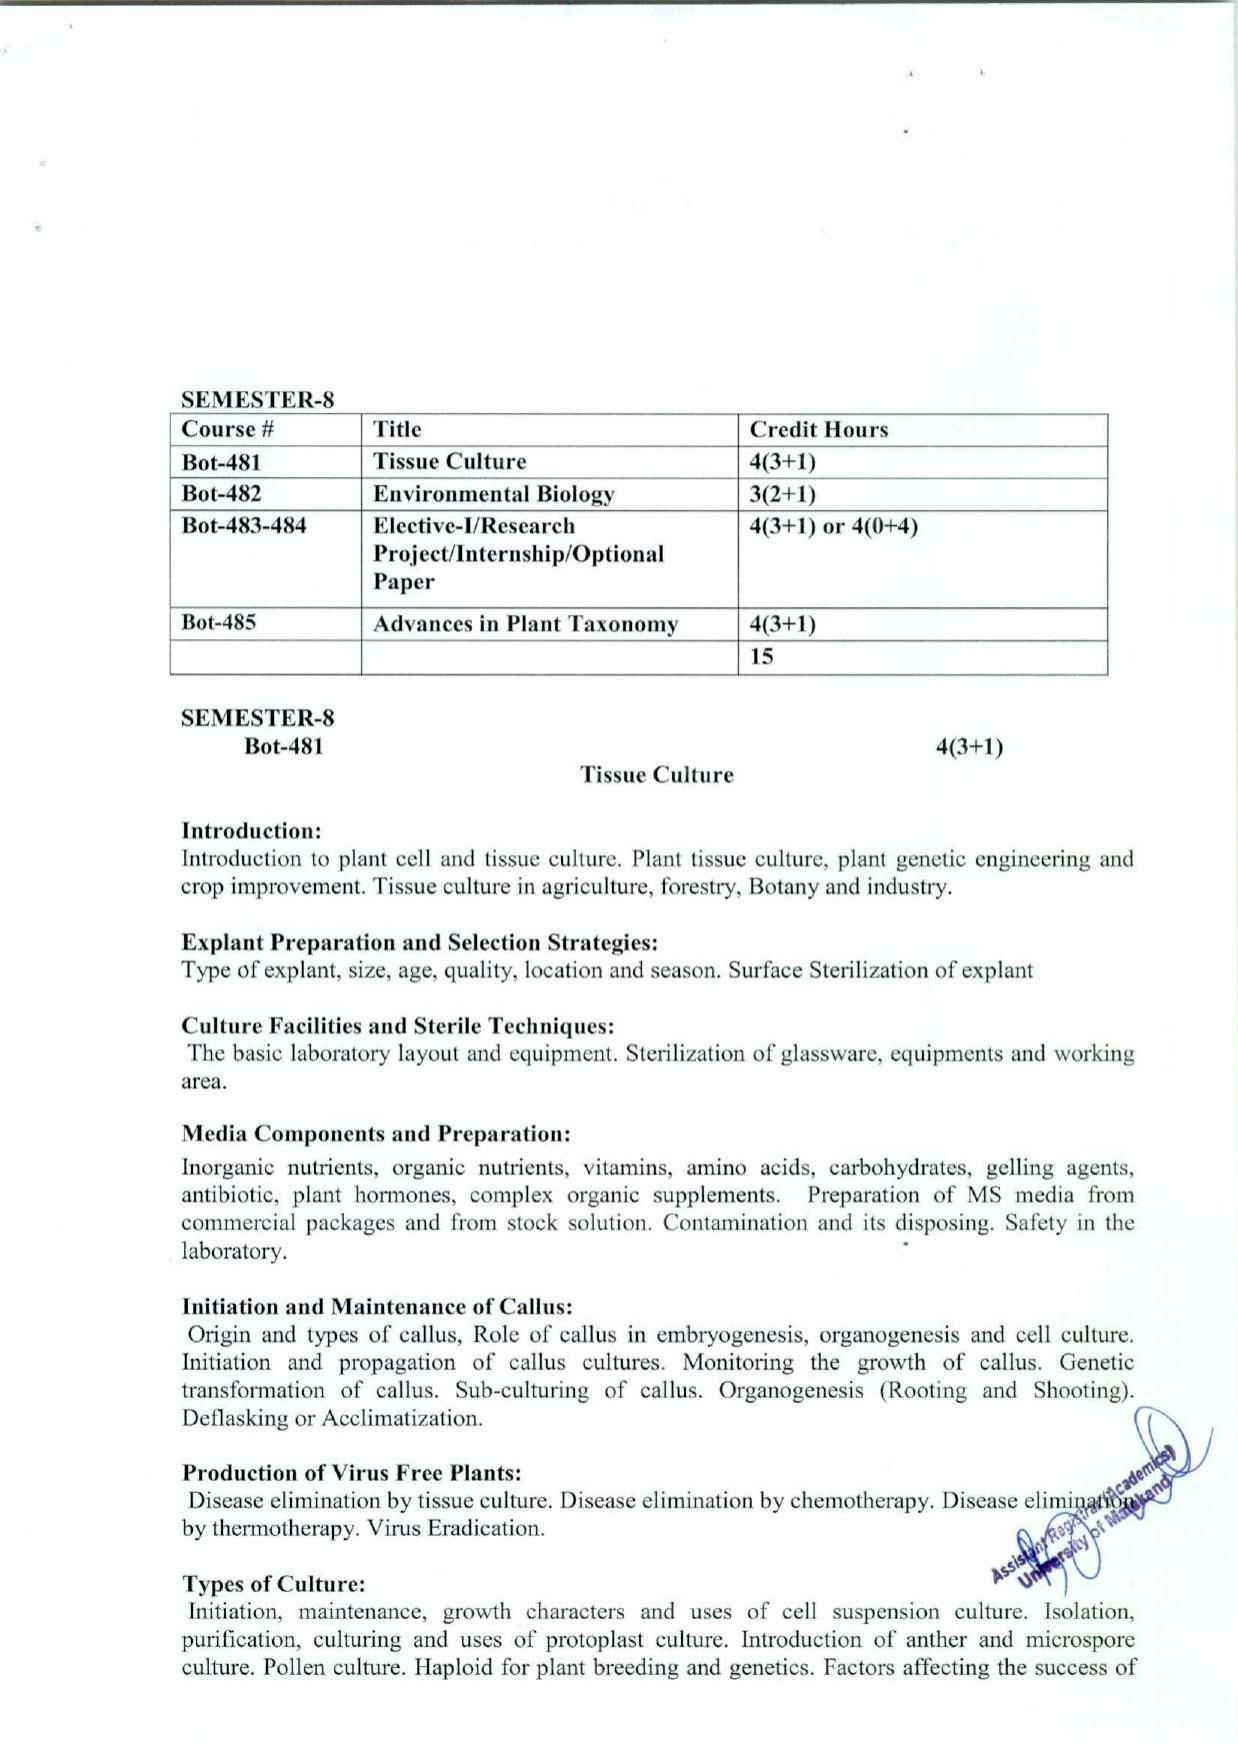 SEMESTER-8
Course # Title Credit Hours
Bot-481 Tissue Culture 4(3+1)
Bot-482 Environmental Biology 3(2+1)
Bot-483-484 Elective-I/Research 4(3+1) or 4(0+4)
Project/Internship/Optional
Paper
Bot-485 Advances in Plant Taxonomy 4(3+1)
15
SEMESTER-8
Bot-481 4(3+1)
Tissue Culture
Introduction:
Introduction to plant cell and tissue culture. Plant tissue culture, plant genetic engineering and
crop improvement. Tissue culture in agriculture, forestry, Botany and industry.
Explant Preparation and Selection Strategies:
Type of explant, size, age, quality, location and season. Surface Sterilization of explant
Culture Facilities and Sterile Techniques:
The basic laboratory layout and equipment. Sterilization of glassware, equipments and working
area.
Media Components and Preparation:
Inorganic nutrients, organic nutrients, vitamins, amino acids, carbohydrates, gelling agents,
antibiotic, plant hormones, complex organic supplements. Preparation of MS media from
commercial packages and from stock solution. Contamination and its disposing. Safety in the
laboratory.
Initiation and Maintenance of Callus:
Origin and types of callus, Role of callus in embryogenesis, organogenesis and cell culture.
Initiation and propagation of callus cultures. Monitoring the growth of callus. Genetic
transformation of callus. Sub-culturing of callus. Organogenesis (Rooting and Shooting).
Deflasking or Acclimatization.
Production of Virus Free Plants:
Disease elimination by tissue culture. Disease elimination by chemotherapy. Disease elimination
by thermotherapy. Virus Eradication.
Assistant Registrar (Academics)
University of Malakand
Types of Culture:
Initiation, maintenance, growth characters and uses of cell suspension culture. Isolation,
purification, culturing and uses of protoplast culture. Introduction of anther and microspore
culture. Pollen culture. Haploid for plant breeding and genetics. Factors affecting the success of